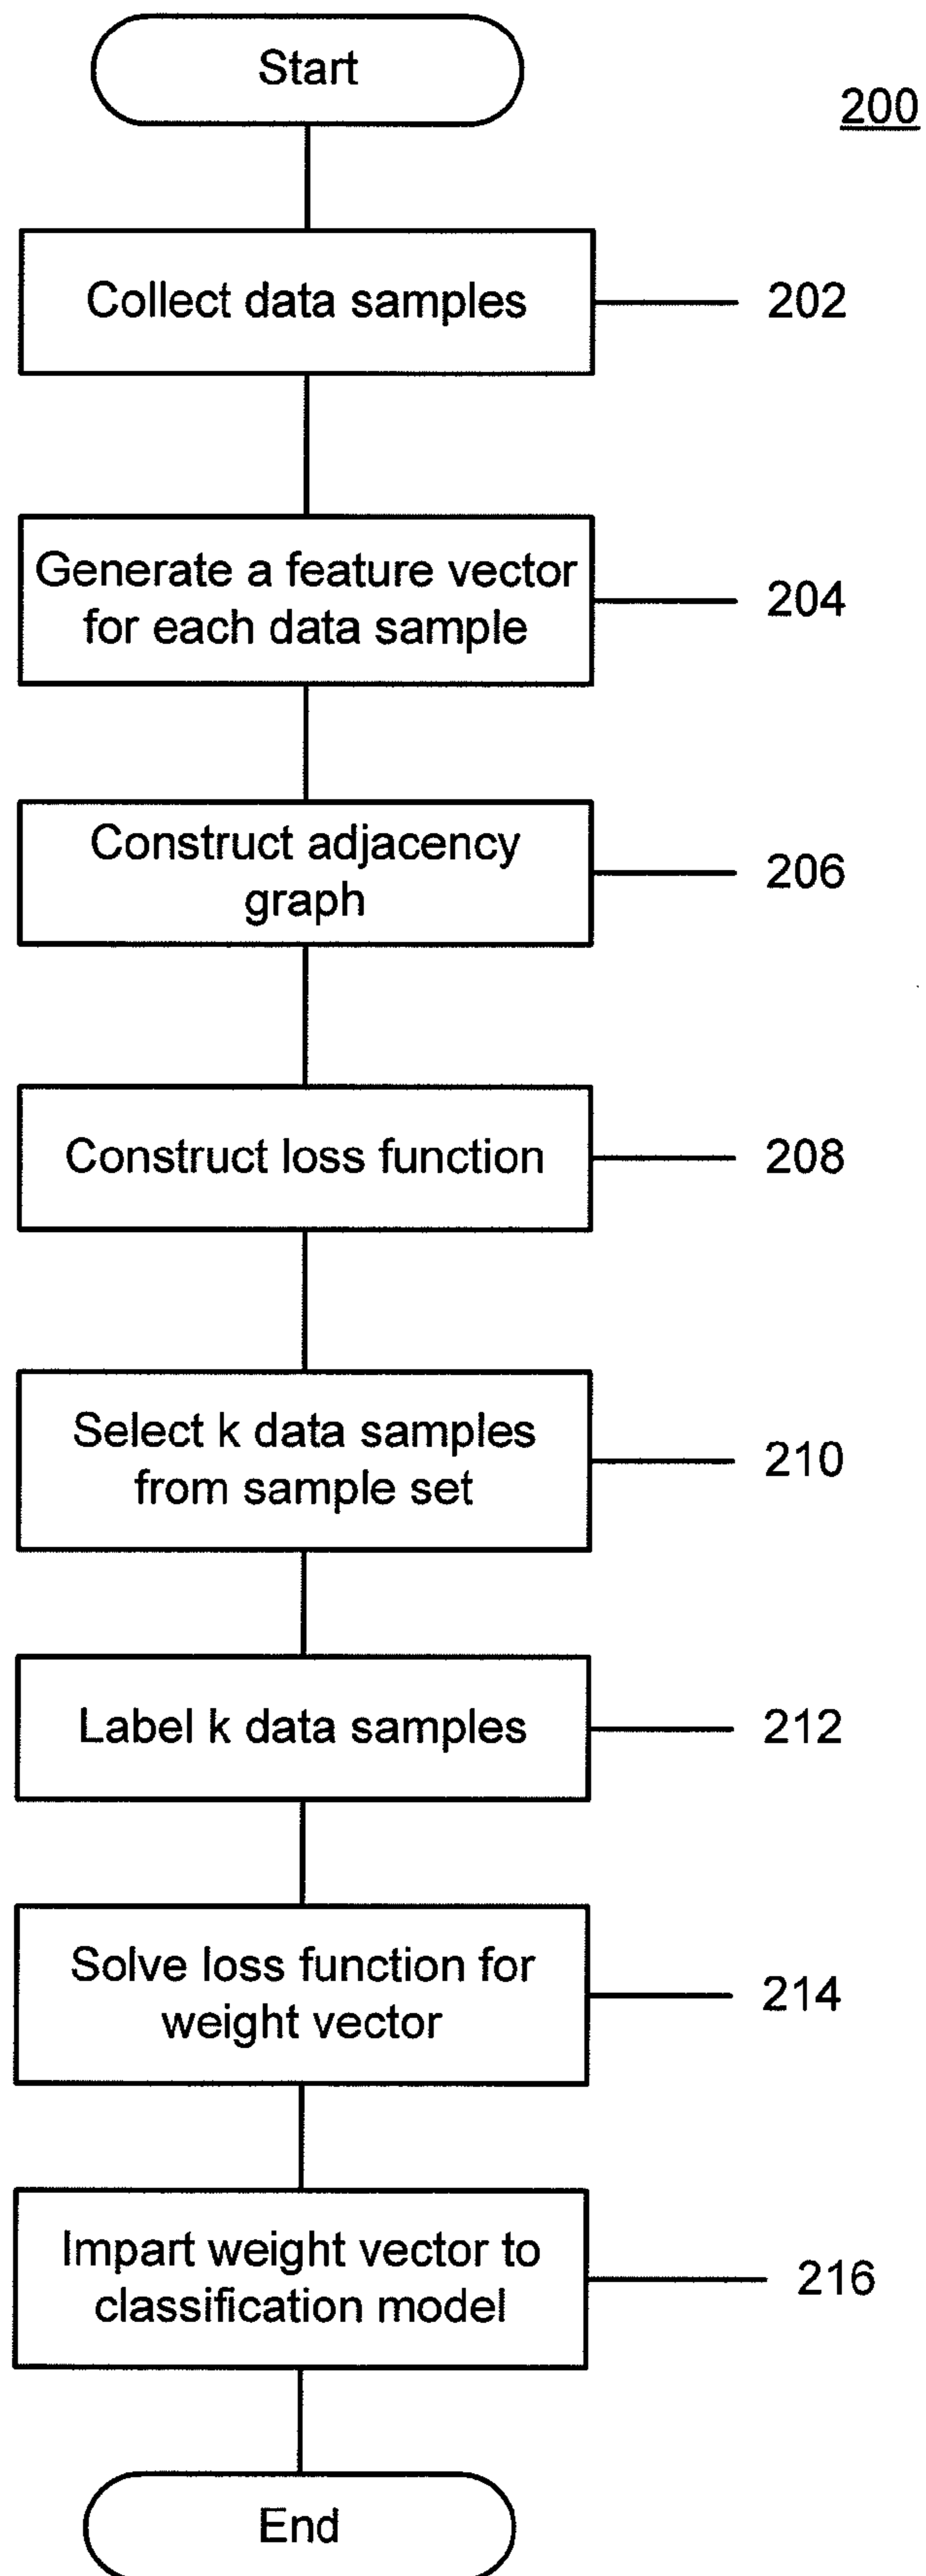 Start
200
Collect data samples
202
Generate a feature vector
for each data sample
204
Construct adjacency
graph
206
Construct loss function
208
Select k data samples
from sample set
210
Label k data samples
212
Solve loss function for
weight vector
214
Impart weight vector to
classification model
216
End